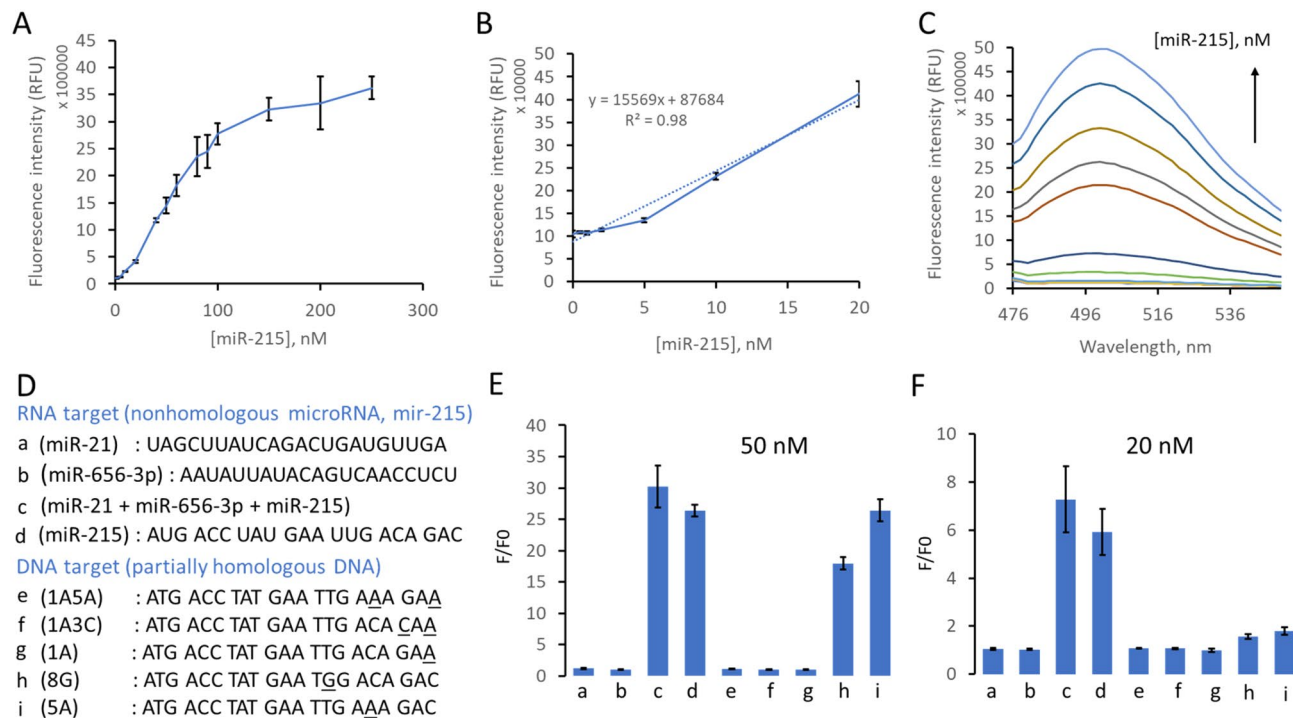 A
Fluorescence intensity (RFU)
x 100000
45
40
35
30
25
20
15
10
5
0
0 100 200 300
[miR-215], nM
B
Fluorescence intensity (RFU)
x 10000
50
45
40
35
30
25
20
15
10
5
0
y = 15569x + 87684
R² = 0.98
0 5 10 15 20
[miR-215], nM
C
[miR-215], nM
Fluorescence intensity (RFU)
x 100000
50
45
40
35
30
25
20
15
10
5
0
476 496 516 536
Wavelength, nm
D
RNA target (nonhomologous microRNA, mir-215)
a (miR-21) : UAGCUUAUCAGACUGAUGUUGA
b (miR-656-3p) : AAUAUUAUACAGUCAACCUCU
c (miR-21 + miR-656-3p + miR-215)
d (miR-215) : AUG ACC UAU GAA UUG ACA GAC
DNA target (partially homologous DNA)
e (1A5A) : ATG ACC TAT GAA TTG AAA GAA
f (1A3C) : ATG ACC TAT GAA TTG ACA CAA
g (1A) : ATG ACC TAT GAA TTG ACA GAA
h (8G) : ATG ACC TAT GAA TGG ACA GAC
i (5A) : ATG ACC TAT GAA TTG AAA GAC
E
50 nM
F/F0
40
35
30
25
20
15
10
5
0
a b c d e f g h i
F
20 nM
F/F0
10
8
6
4
2
0
a b c d e f g h i